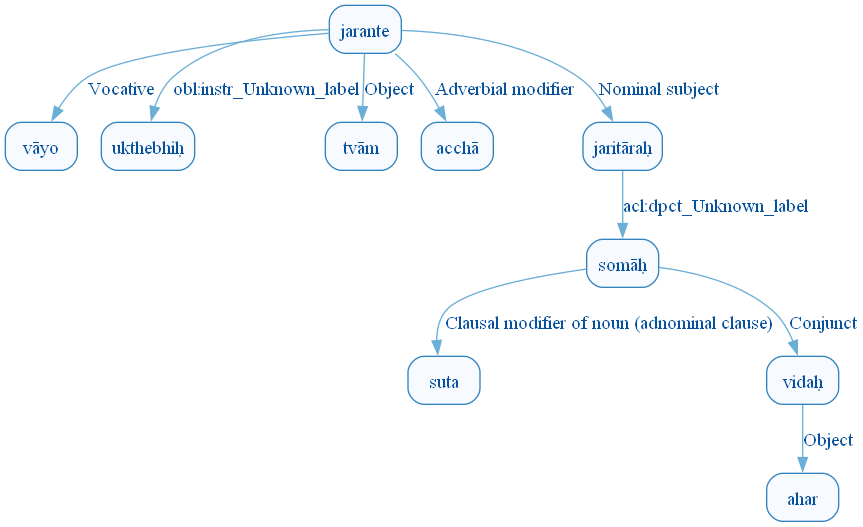 jarante
Vocative
obl:instr_Unknown_label
Object
Adverbial modifier
Nominal subject
vāyo
ukthebhiḥ
tvām
acchā
jaritāraḥ
acl:dpct_Unknown_label
somāḥ
Clausal modifier of noun (adnominal clause)
Conjunct
suta
vidaḥ
Object
ahar